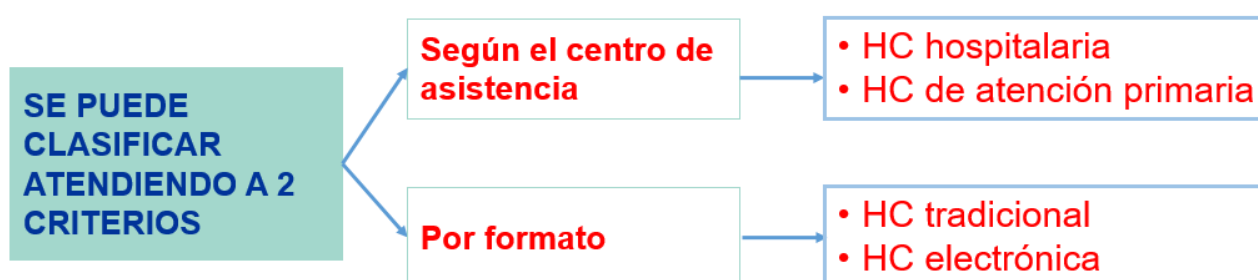 SE PUEDE
CLASIFICAR
ATENDIENDO A 2
CRITERIOS
Según el centro de
asistencia
• HC hospitalaria
• HC de atención primaria
Por formato
• HC tradicional
• HC electrónica